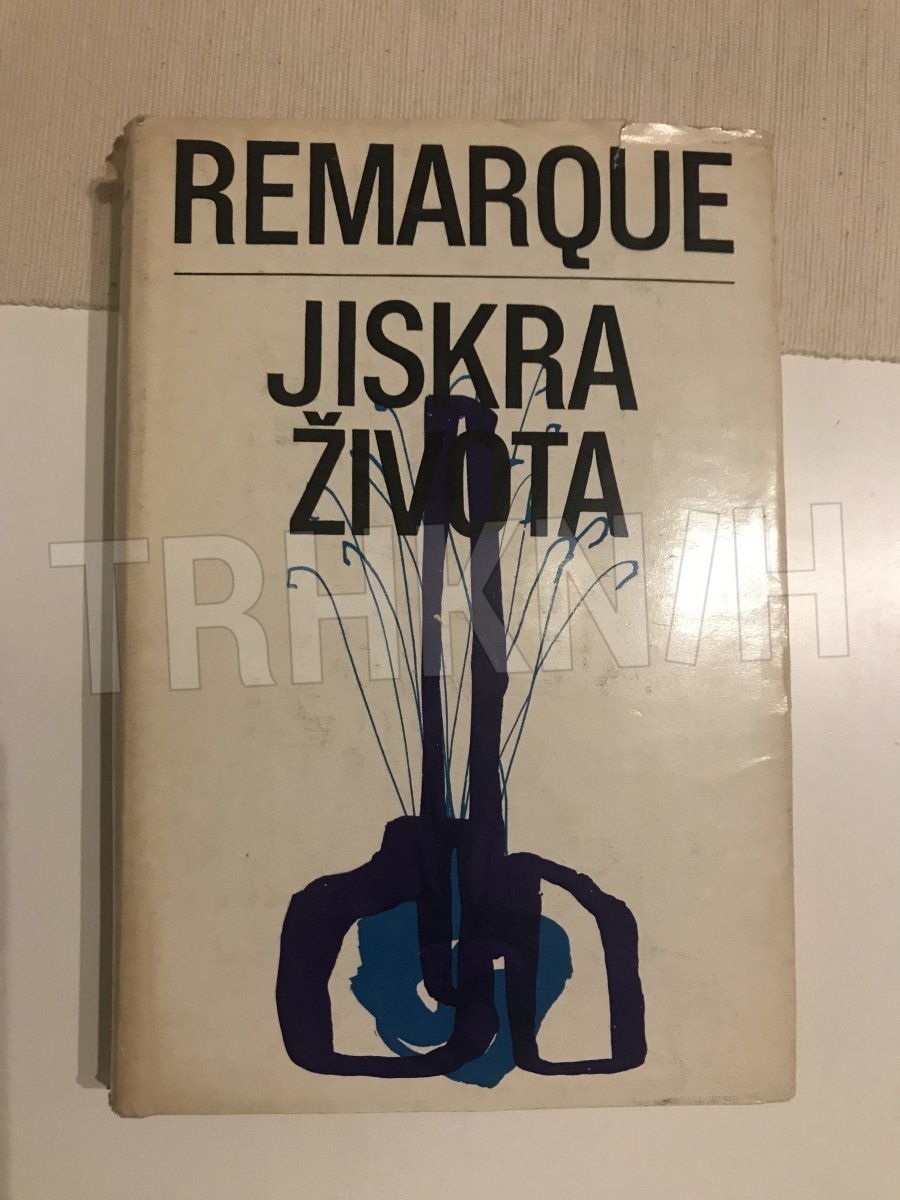 REMARQUE
JISKRA
ŽIVOTA
TRHKNIH